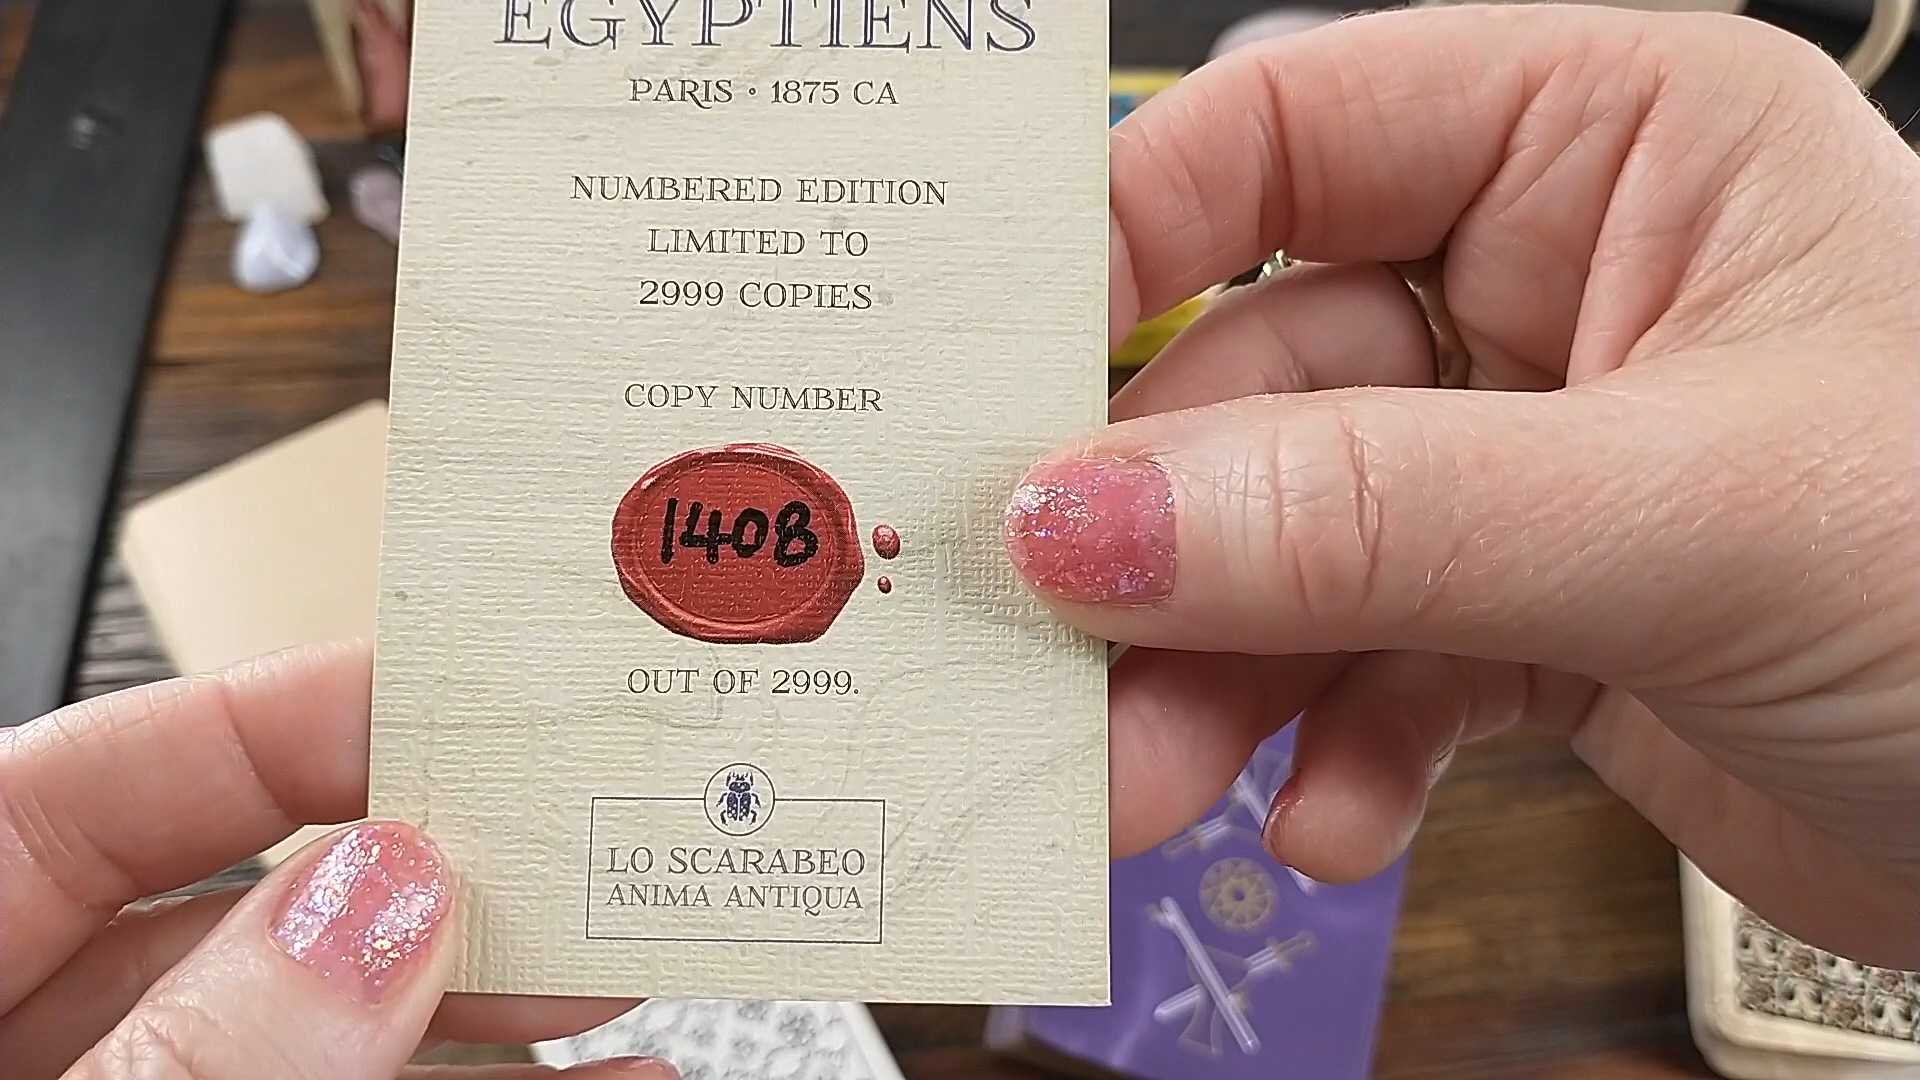 EGYPTIENS
PARIS • 1875 CA
NUMBERED EDITION
LIMITED TO
2999 COPIES
COPY NUMBER
1408
OUT OF 2999.
LO SCARABEO
ANIMA ANTIQUA